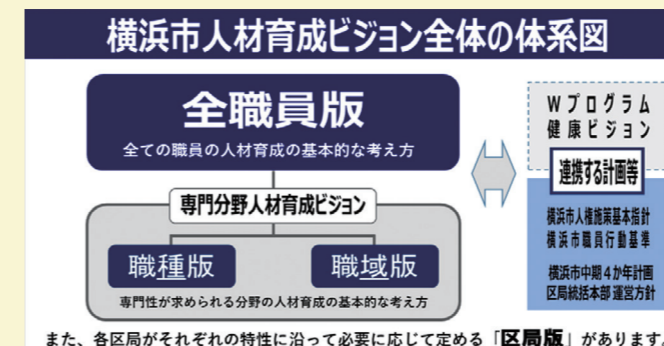 横浜市人材育成ビジョン全体の体系図
全職員版
全ての職員の人材育成の基本的な考え方
専門分野人材育成ビジョン
職種版
職域版
専門性が求められる分野の人材育成の基本的な考え方
Wプログラム
健康ビジョン
連携する計画等
横浜市人権施策基本指針
横浜市職員行動基準
横浜市中期4か年計画
区局統括本部 運営方針
また、各区局がそれぞれの特性に沿って必要に応じて定める「区局版」があります。